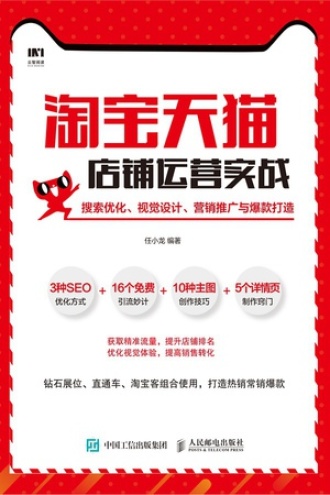 淘宝天猫
店铺运营实战
搜索优化、视觉设计、营销推广与爆款打造
任小龙 编著
3种SEO + 16个免费 + 10种主图 + 5个详情页
优化方式 引流妙计 创作技巧 制作窍门
获取精准流量，提升店铺排名
优化视觉体验，提高销售转化
钻石展位、直通车、淘宝客组合使用，打造热销常销爆款
中国工信出版集团 人民邮电出版社
POSTS & TELECOM PRESS